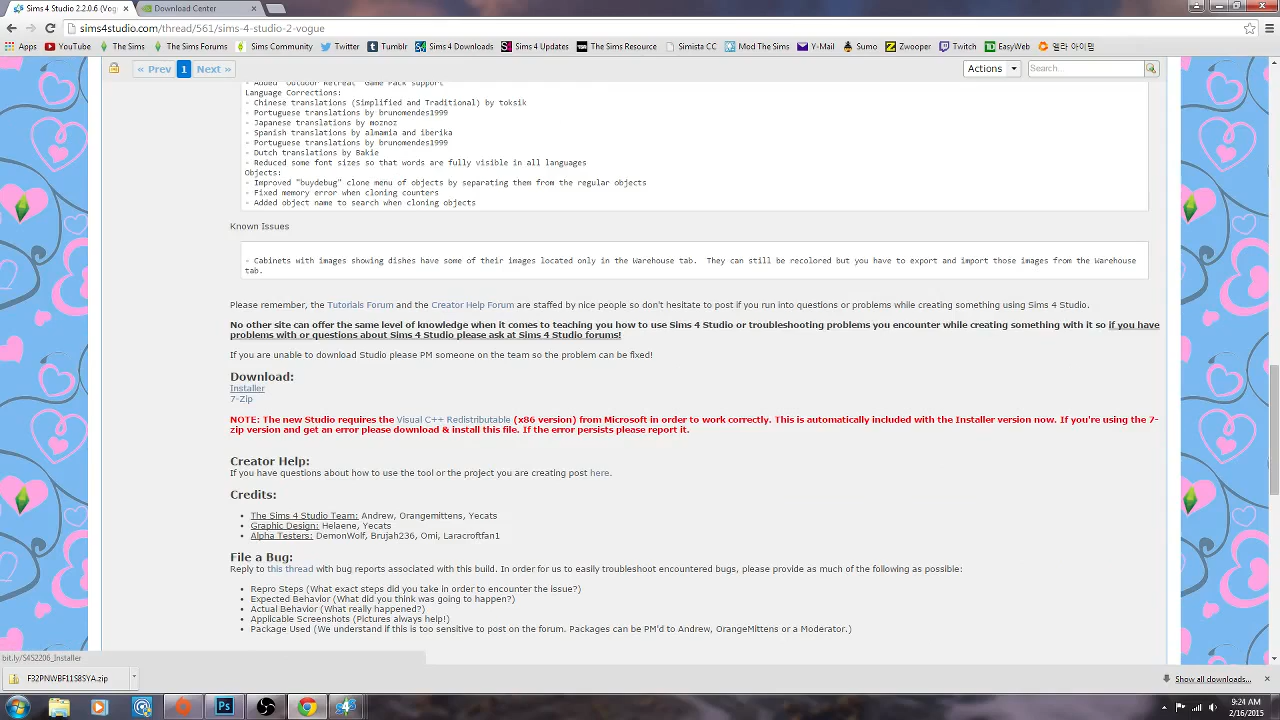 Sims 4 Studio 2.2.0.6 (Vog
Download Center
sims4studio.com/thread/561/sims-4-studio-2-vogue
Apps YouTube The Sims The Sims Forums Sims Community Twitter Tumblr Sims 4 Downloads Sims 4 Updates The Sims Resource Simista CC Mod The Sims Y-Mail Sumo Zwooper Twitch EasyWeb
« Prev 1 Next » Actions Search...
- Added "Outdoor Retreat" Game Pack support
Language Corrections:
- Chinese translations (Simplified and Traditional) by toksik
- Portuguese translations by brunomendes1999
- Japanese translations by moznoz
- Spanish translations by almania and iberika
- Portuguese translations by brunomendes1999
- Dutch translations by Bakie
- Reduced some font sizes so that words are fully visible in all languages
Objects:
- Improved "buydebug" clone menu of objects by separating them from the regular objects
- Fixed memory error when cloning counters
- Added object name to search when cloning objects
Known Issues
- Cabinets with images showing dishes have some of their images located only in the Warehouse tab. They can still be recolored but you have to export and import those images from the Warehouse
tab.
Please remember, the Tutorials Forum and the Creator Help Forum are staffed by nice people so don't hesitate to post if you run into questions or problems while creating something using Sims 4 Studio.
No other site can offer the same level of knowledge when it comes to teaching you how to use Sims 4 Studio or troubleshooting problems you encounter while creating something with it so if you have
problems with or questions about Sims 4 Studio please ask at Sims 4 Studio forums!
If you are unable to download Studio please PM someone on the team so the problem can be fixed!
Download:
Installer
7-Zip
NOTE: The new Studio requires the Visual C++ Redistributable (x86 version) from Microsoft in order to work correctly. This is automatically included with the Installer version now. If you're using the 7-
zip version and get an error please download & install this file. If the error persists please report it.
Creator Help:
If you have questions about how to use the tool or the project you are creating post here.
Credits:
• The Sims 4 Studio Team: Andrew, Orangemittens, Yecats
• Graphic Design: Helaene, Yecats
• Alpha Testers: DemonWolf, Brujah236, Omi, Laracroftfan1
File a Bug:
Reply to this thread with bug reports associated with this build. In order for us to easily troubleshoot encountered bugs, please provide as much of the following as possible:
• Repro Steps (What exact steps did you take in order to encounter the issue?)
• Expected Behavior (What did you think was going to happen?)
• Actual Behavior (What really happened?)
• Applicable Screenshots (Pictures always help!)
• Package Used (We understand if this is too sensitive to post on the forum. Packages can be PM'd to Andrew, OrangeMittens or a Moderator.)
bit.ly/S4S2206_Installer
F32PNWBF11S8SYA.zip
Show all downloads...
Ps
9:24 AM
2/16/2015